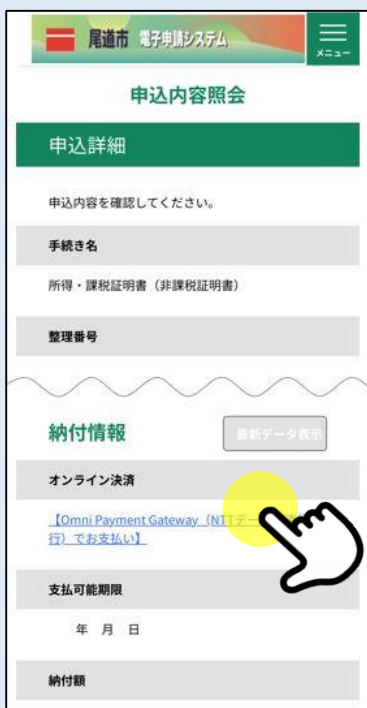 尾道市 電子申請システム
メニュー
申込内容照会
申込詳細
申込内容を確認してください。
手続き名
所得・課税証明書（非課税証明書）
整理番号
納付情報
最新データ表示
オンライン決済
【Omni Payment Gateway（NTTデー
行）でお支払い】
支払可能期限
年 月 日
納付額